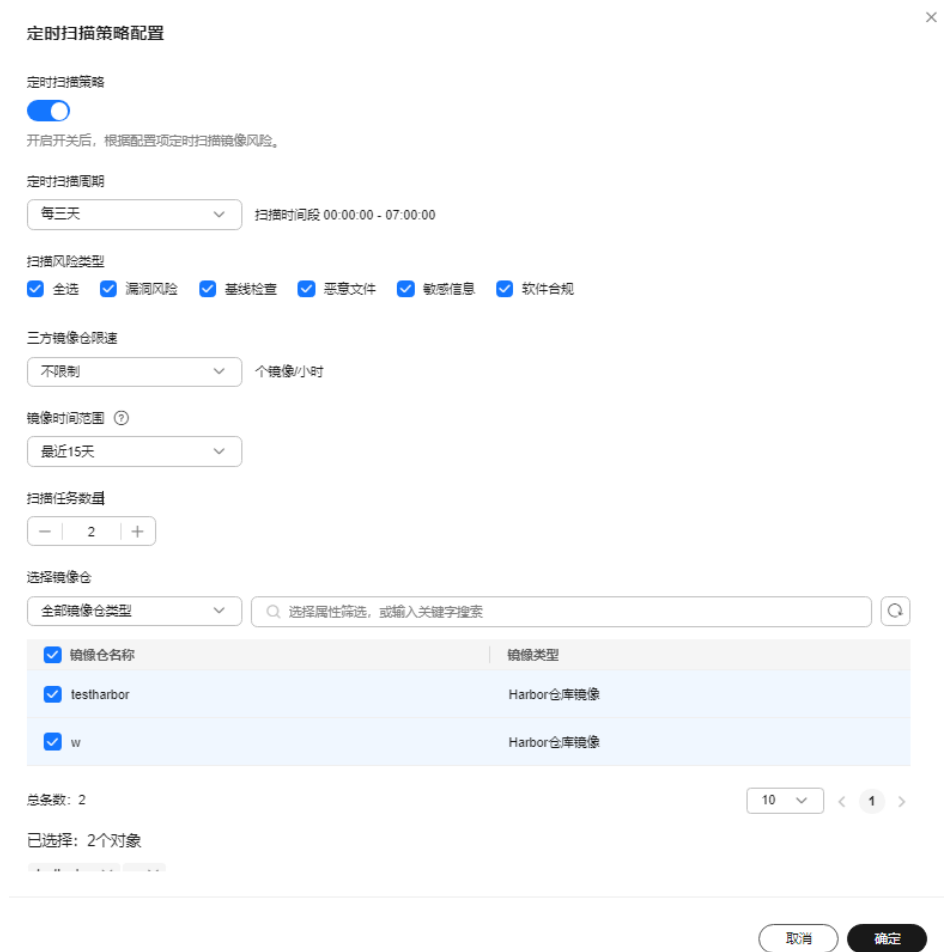 定时扫描策略配置
定时扫描策略
开启开关后，根据配置项定时扫描镜像风险。
定时扫描周期
每三天 扫描时间段 00:00:00 - 07:00:00
扫描风险类型
全选 漏洞风险 基线检查 恶意文件 敏感信息 软件合规
三方镜像仓限速
不限制 个镜像/小时
镜像时间范围
最近15天
扫描任务数量
2
选择镜像仓
全部镜像仓类型 选择属性筛选，或输入关键字搜索
镜像仓名称 镜像类型
testharbor Harbor仓库镜像
w Harbor仓库镜像
总条数：2 10 1
已选择：2个对象
取消 确定